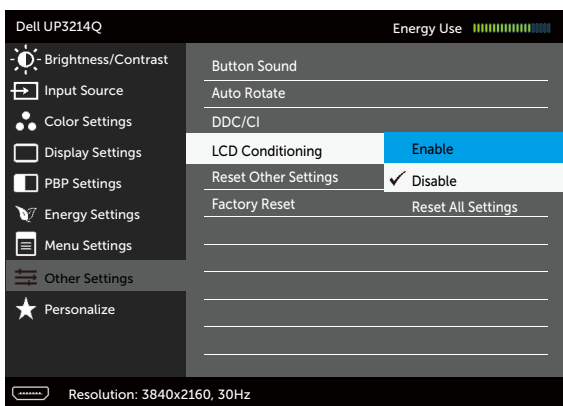 Dell UP3214Q
Energy Use
Brightness/Contrast
Input Source
Color Settings
Display Settings
PBP Settings
Energy Settings
Menu Settings
Other Settings
Personalize
Button Sound
Auto Rotate
DDC/CI
LCD Conditioning
Enable
Reset Other Settings
Disable
Factory Reset
Reset All Settings
Resolution: 3840x2160, 30Hz